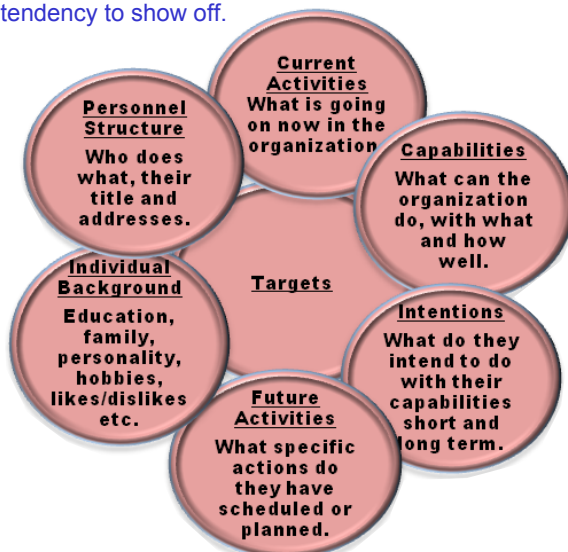 tendency to show off.
Current
Activities
What is going
on now in the
organization
Capabilities
What can the
organization
do, with what
and how
well.
Intentions
What do they
intend to do
with their
capabilities
short and
long term.
Future
Activities
What specific
actions do
they have
scheduled or
planned.
Individual
Background
Education,
family,
personality,
hobbies,
likes/dislikes
etc.
Personnel
Structure
Who does
what, their
title and
addresses.
Targets